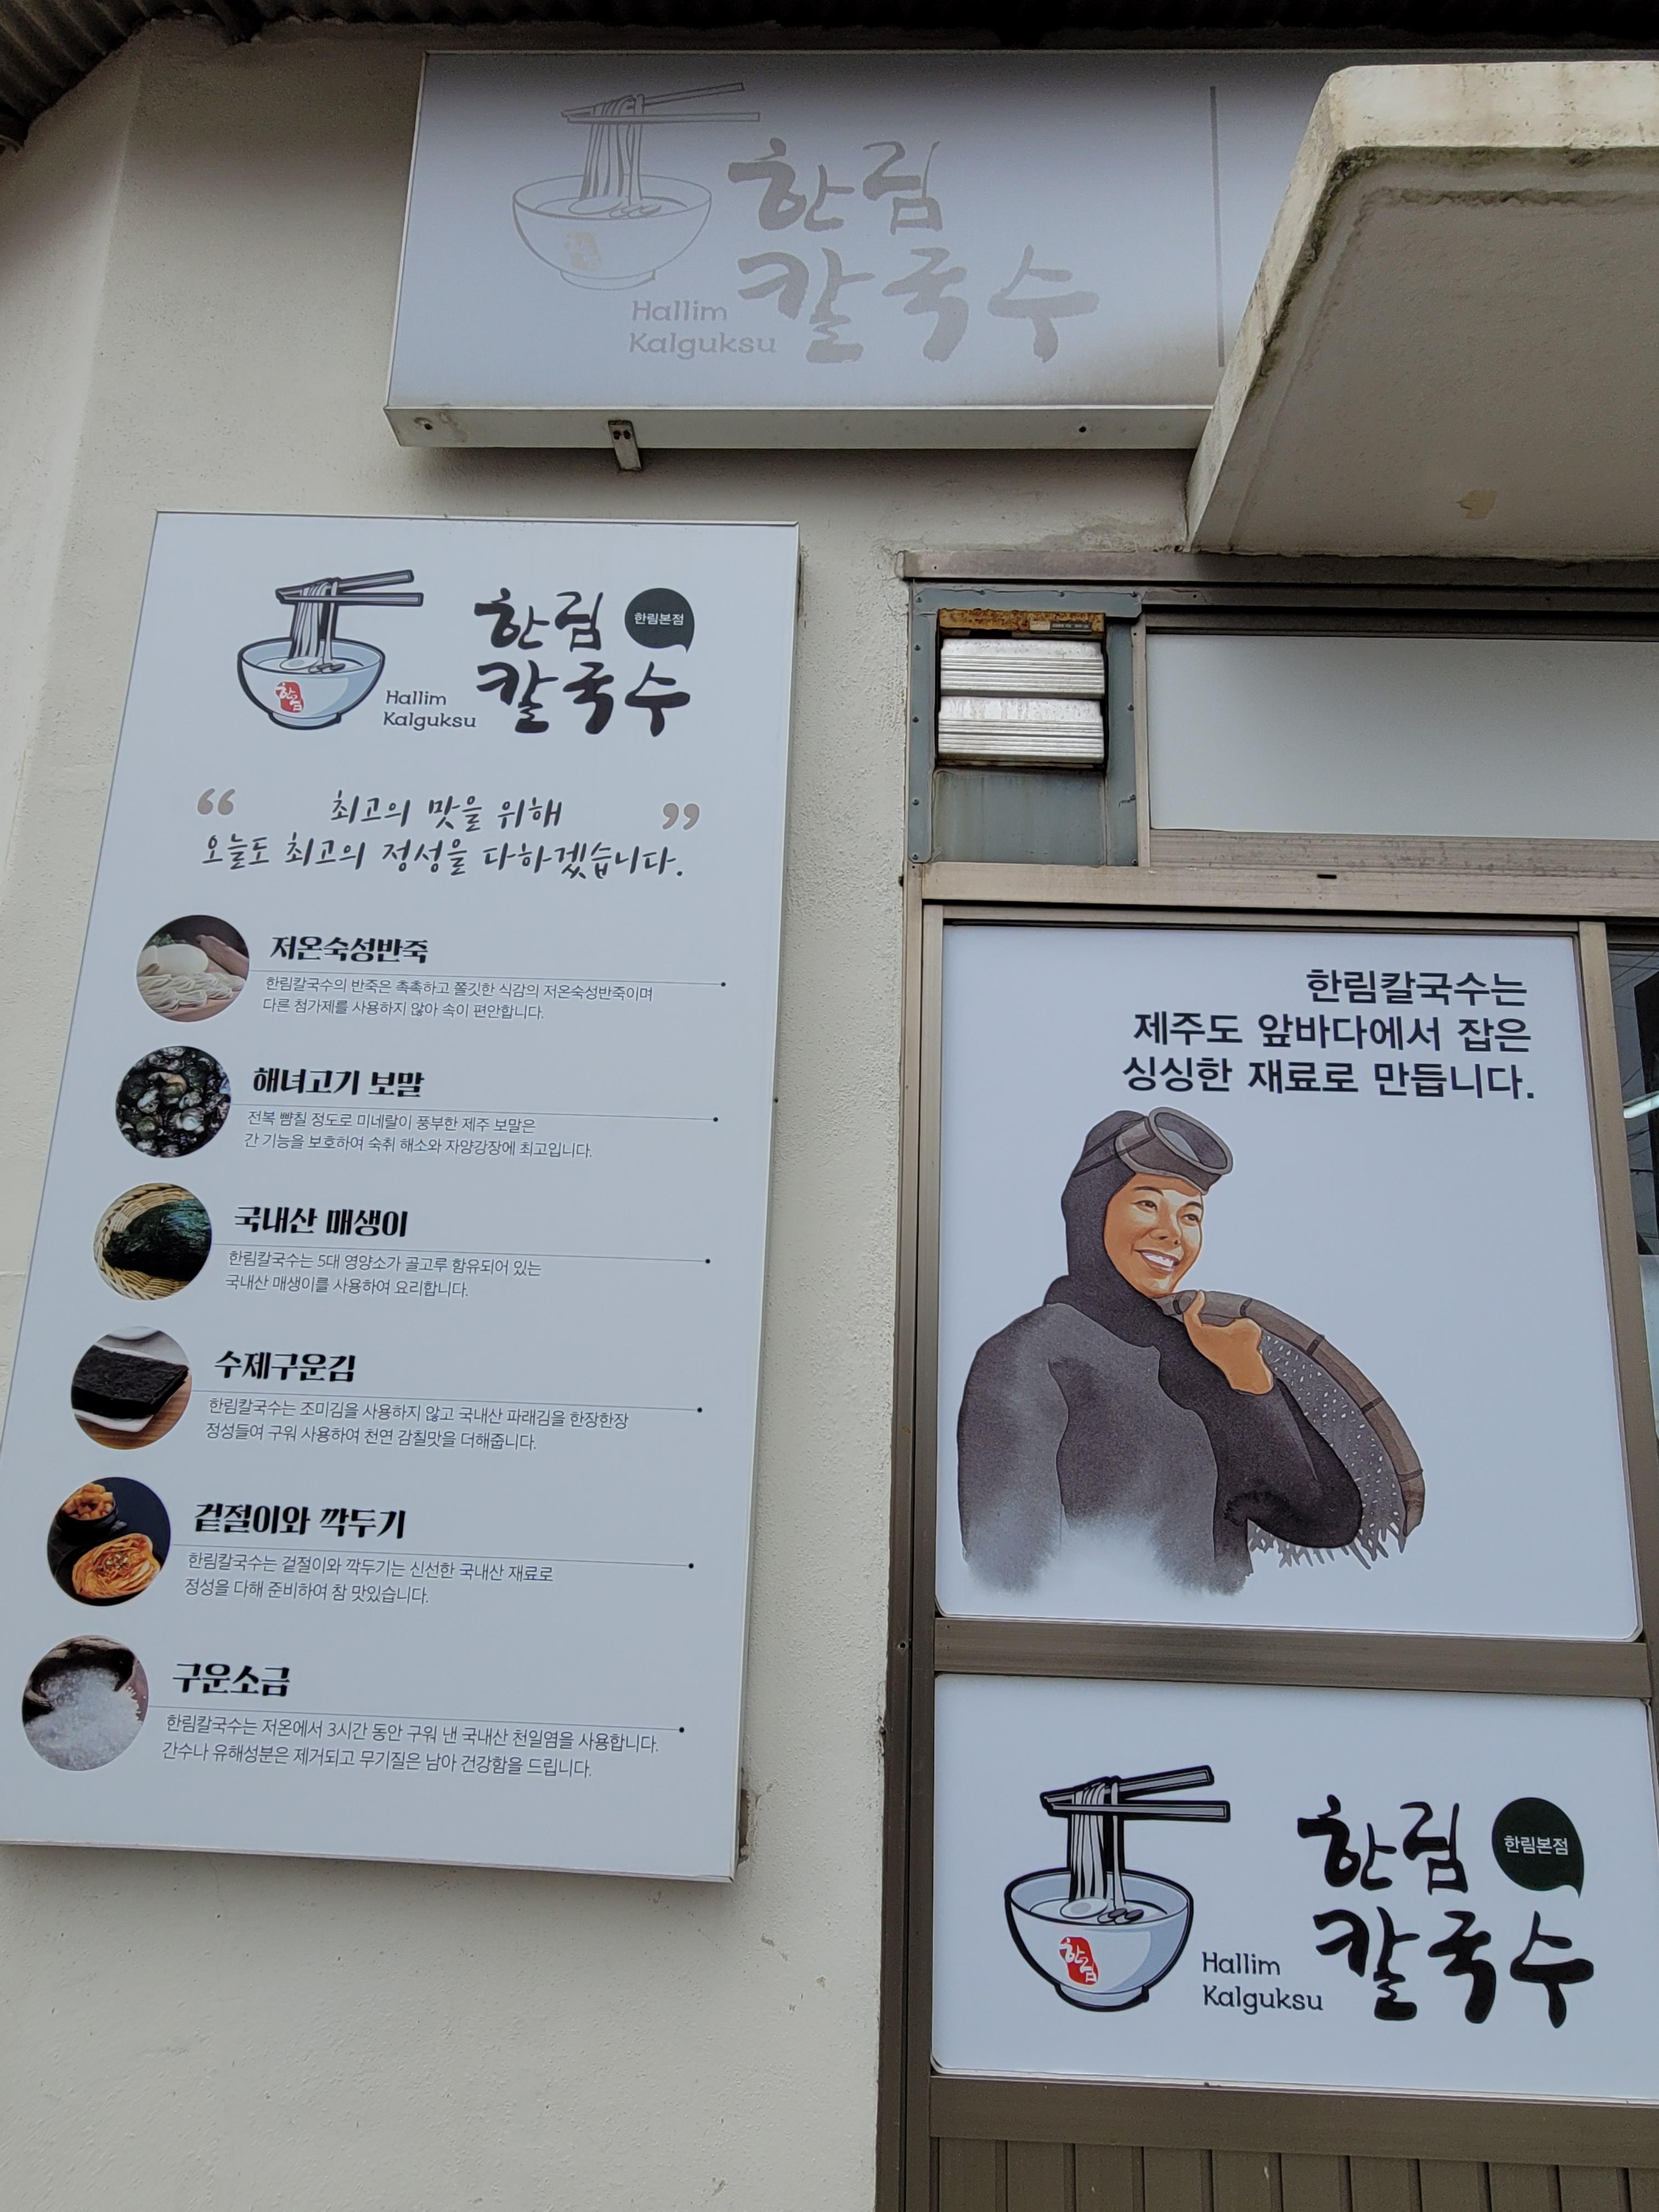 한림
칼국수
Hallim
Kalguksu
한림
한림본점
칼국수
Hallim
Kalguksu
한림
“ 최고의 맛을 위해 ”
오늘도 최고의 정성을 다하겠습니다.
저온숙성반죽
한림칼국수의 반죽은 촉촉하고 쫄깃한 식감의 저온숙성반죽이며
다른 첨가제를 사용하지 않아 속이 편안합니다.
해녀고기 보말
전복 뺨칠 정도로 미네랄이 풍부한 제주 보말은
간 기능을 보호하여 숙취 해소와 자양강장에 최고입니다.
국내산 매생이
한림칼국수는 5대 영양소가 골고루 함유되어 있는
국내산 매생이를 사용하여 요리합니다.
수제구운김
한림칼국수는 조미김을 사용하지 않고 국내산 파래김을 한장한장
정성들여 구워 사용하여 천연 감칠맛을 더해줍니다.
겉절이와 깍두기
한림칼국수는 겉절이와 깍두기는 신선한 국내산 재료로
정성을 다해 준비하여 참 맛있습니다.
구운소금
한림칼국수는 저온에서 3시간 동안 구워 낸 국내산 천일염을 사용합니다.
간수나 유해성분은 제거되고 무기질은 남아 건강함을 드립니다.
한림칼국수는
제주도 앞바다에서 잡은
싱싱한 재료로 만듭니다.
한림
한림본점
칼국수
Hallim
Kalguksu
한림